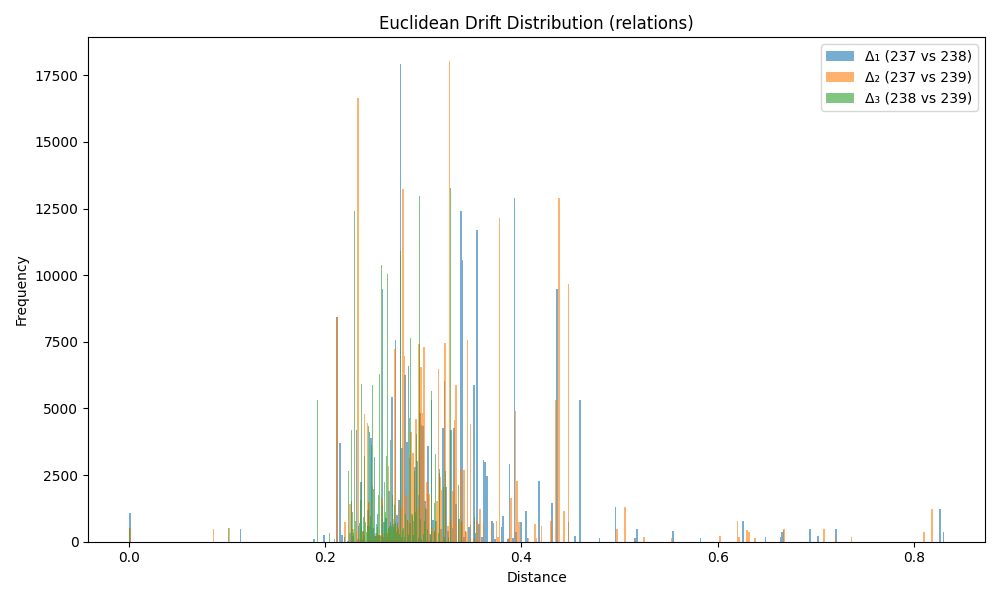 Euclidean Drift Distribution (relations)
Δ₁ (237 vs 238)
Δ₂ (237 vs 239)
Δ₃ (238 vs 239)
Frequency
17500
15000
12500
10000
7500
5000
2500
0
0.0 0.2 0.4 0.6 0.8
Distance